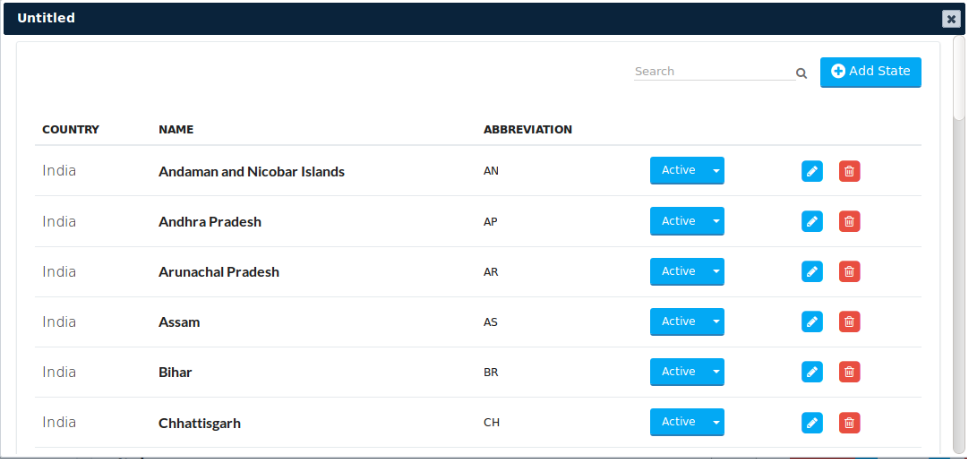 Untitled
Search
Add State
COUNTRY NAME ABBREVIATION
India Andaman and Nicobar Islands AN Active
India Andhra Pradesh AP Active
India Arunachal Pradesh AR Active
India Assam AS Active
India Bihar BR Active
India Chhattisgarh CH Active